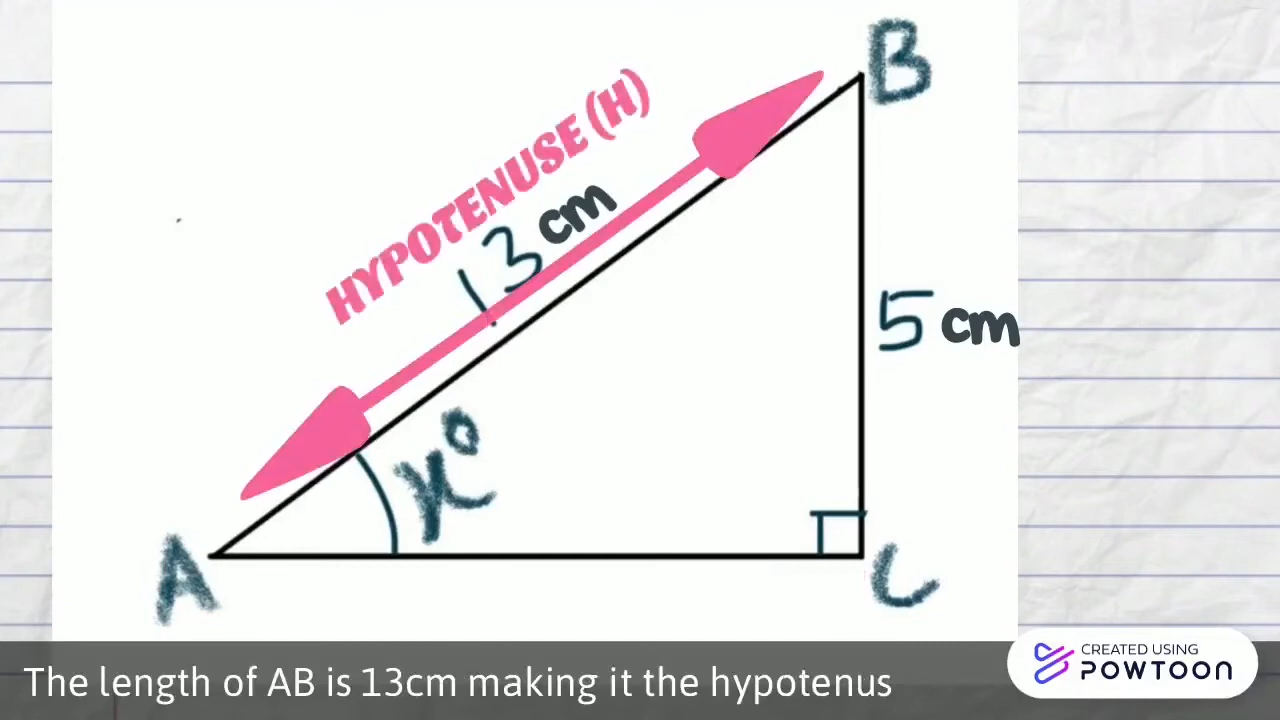 B
HYPOTENUSE (H)
13 cm
5 cm
x°
A
C
The length of AB is 13cm making it the hypotenus
CREATED USING
POWTOON